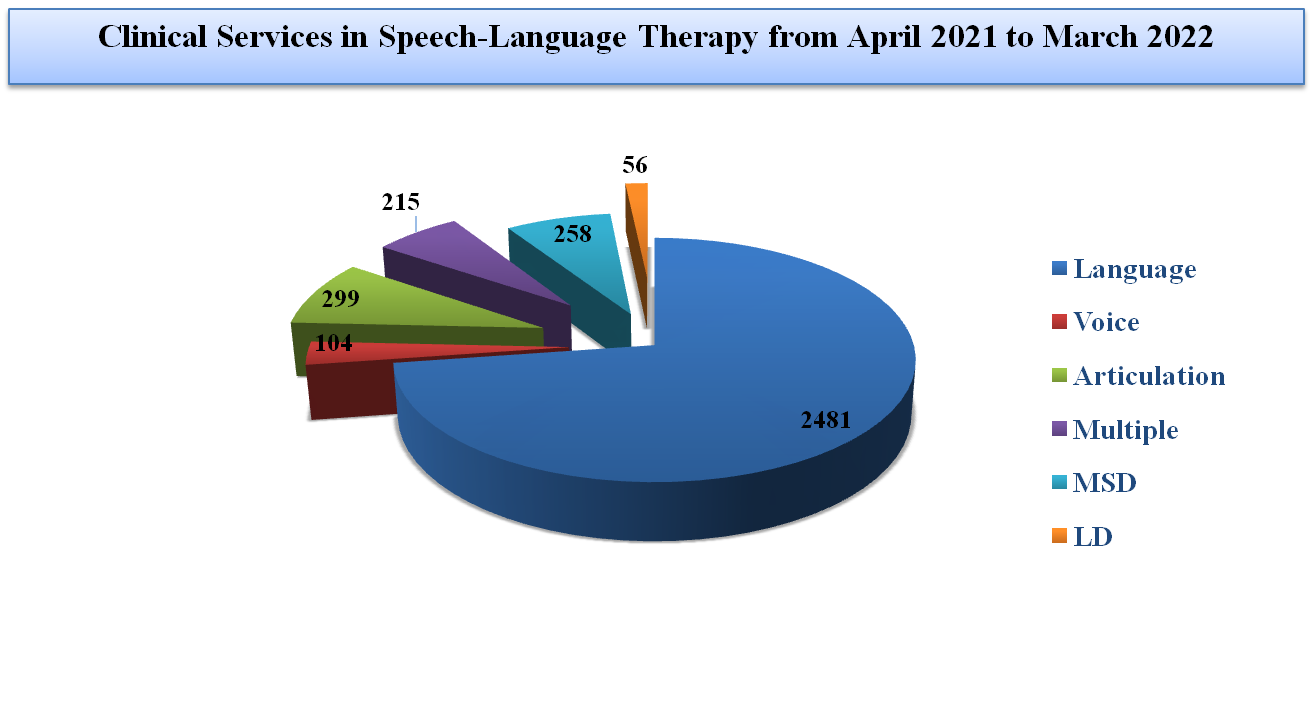 Clinical Services in Speech-Language Therapy from April 2021 to March 2022
56
215
258
299
104
2481
Language
Voice
Articulation
Multiple
MSD
LD